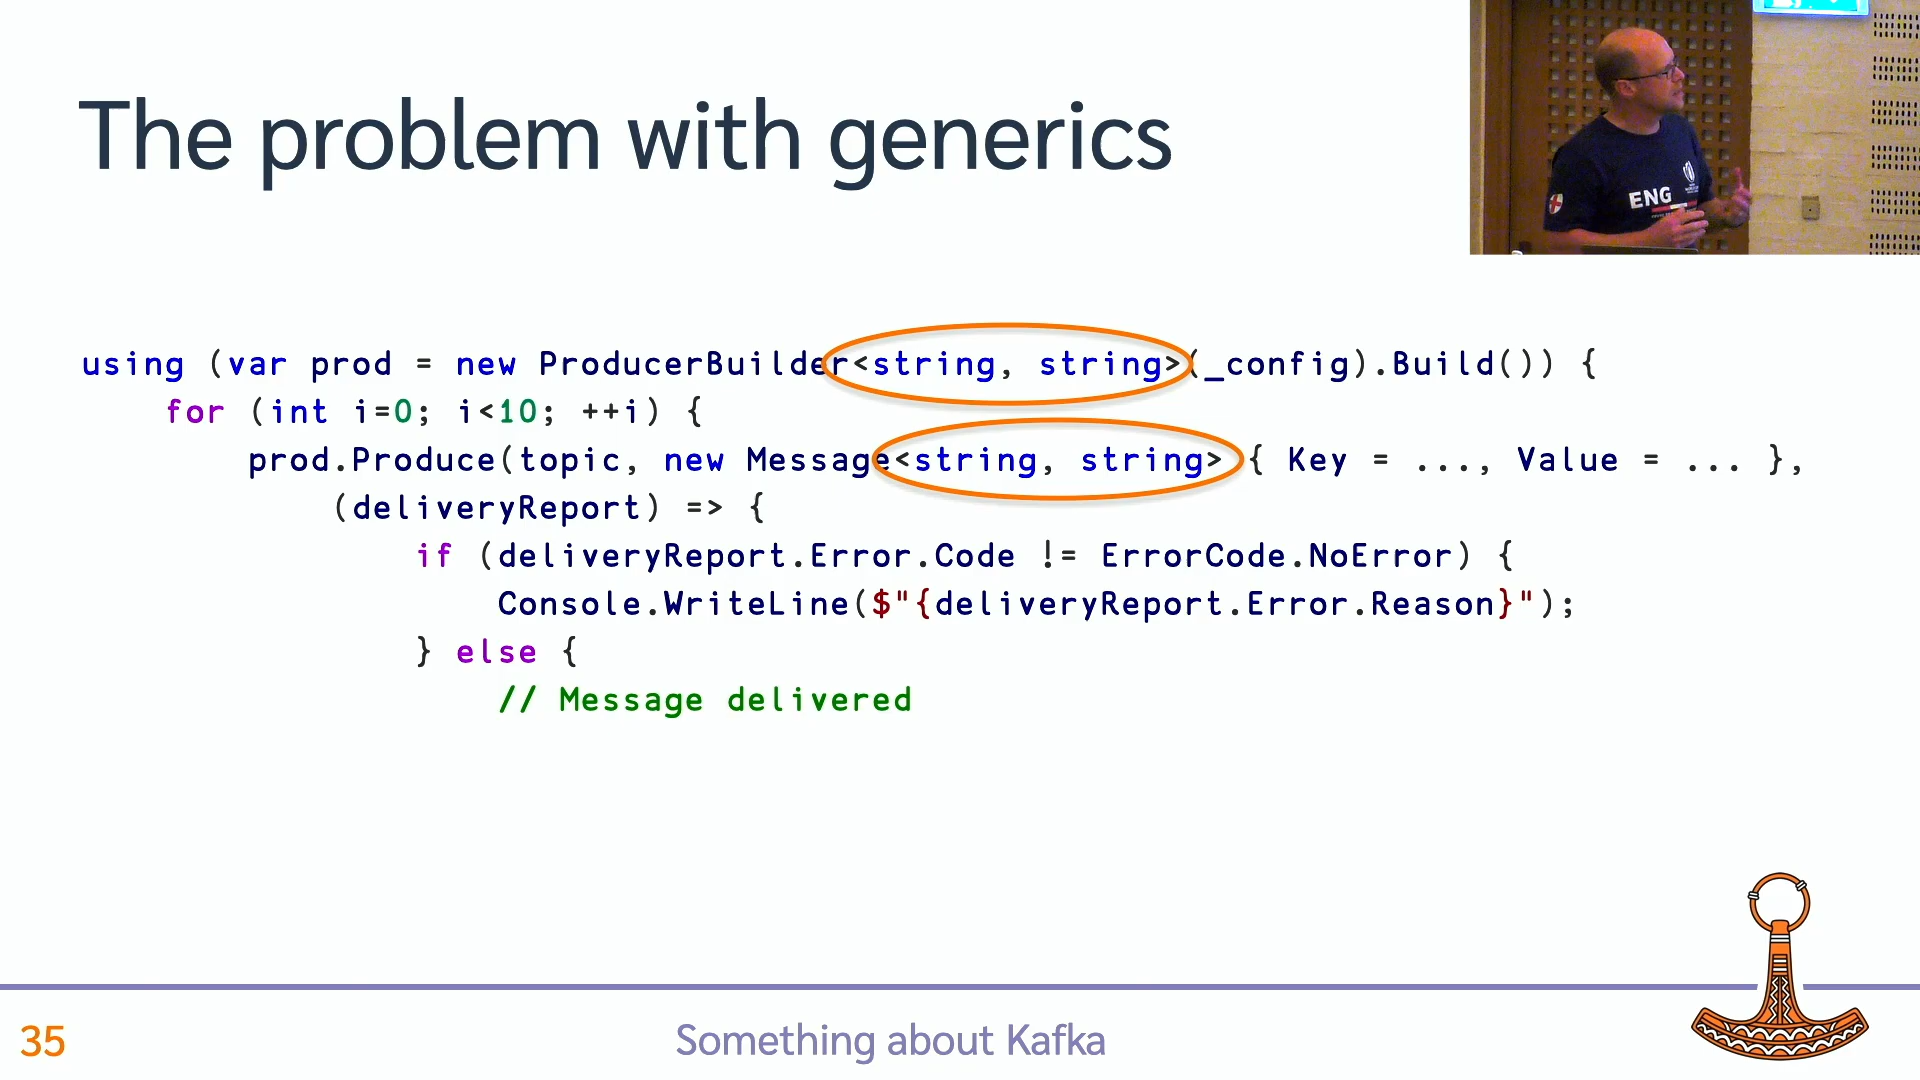 The problem with generics
ENG
using (var prod = new ProducerBuilder<string, string>(_config).Build()) {
for (int i=0; i<10; ++i) {
prod.Produce(topic, new Message<string, string> { Key = ..., Value = ... },
(deliveryReport) => {
if (deliveryReport.Error.Code != ErrorCode.NoError) {
Console.WriteLine($"{deliveryReport.Error.Reason}");
} else {
// Message delivered
35
Something about Kafka